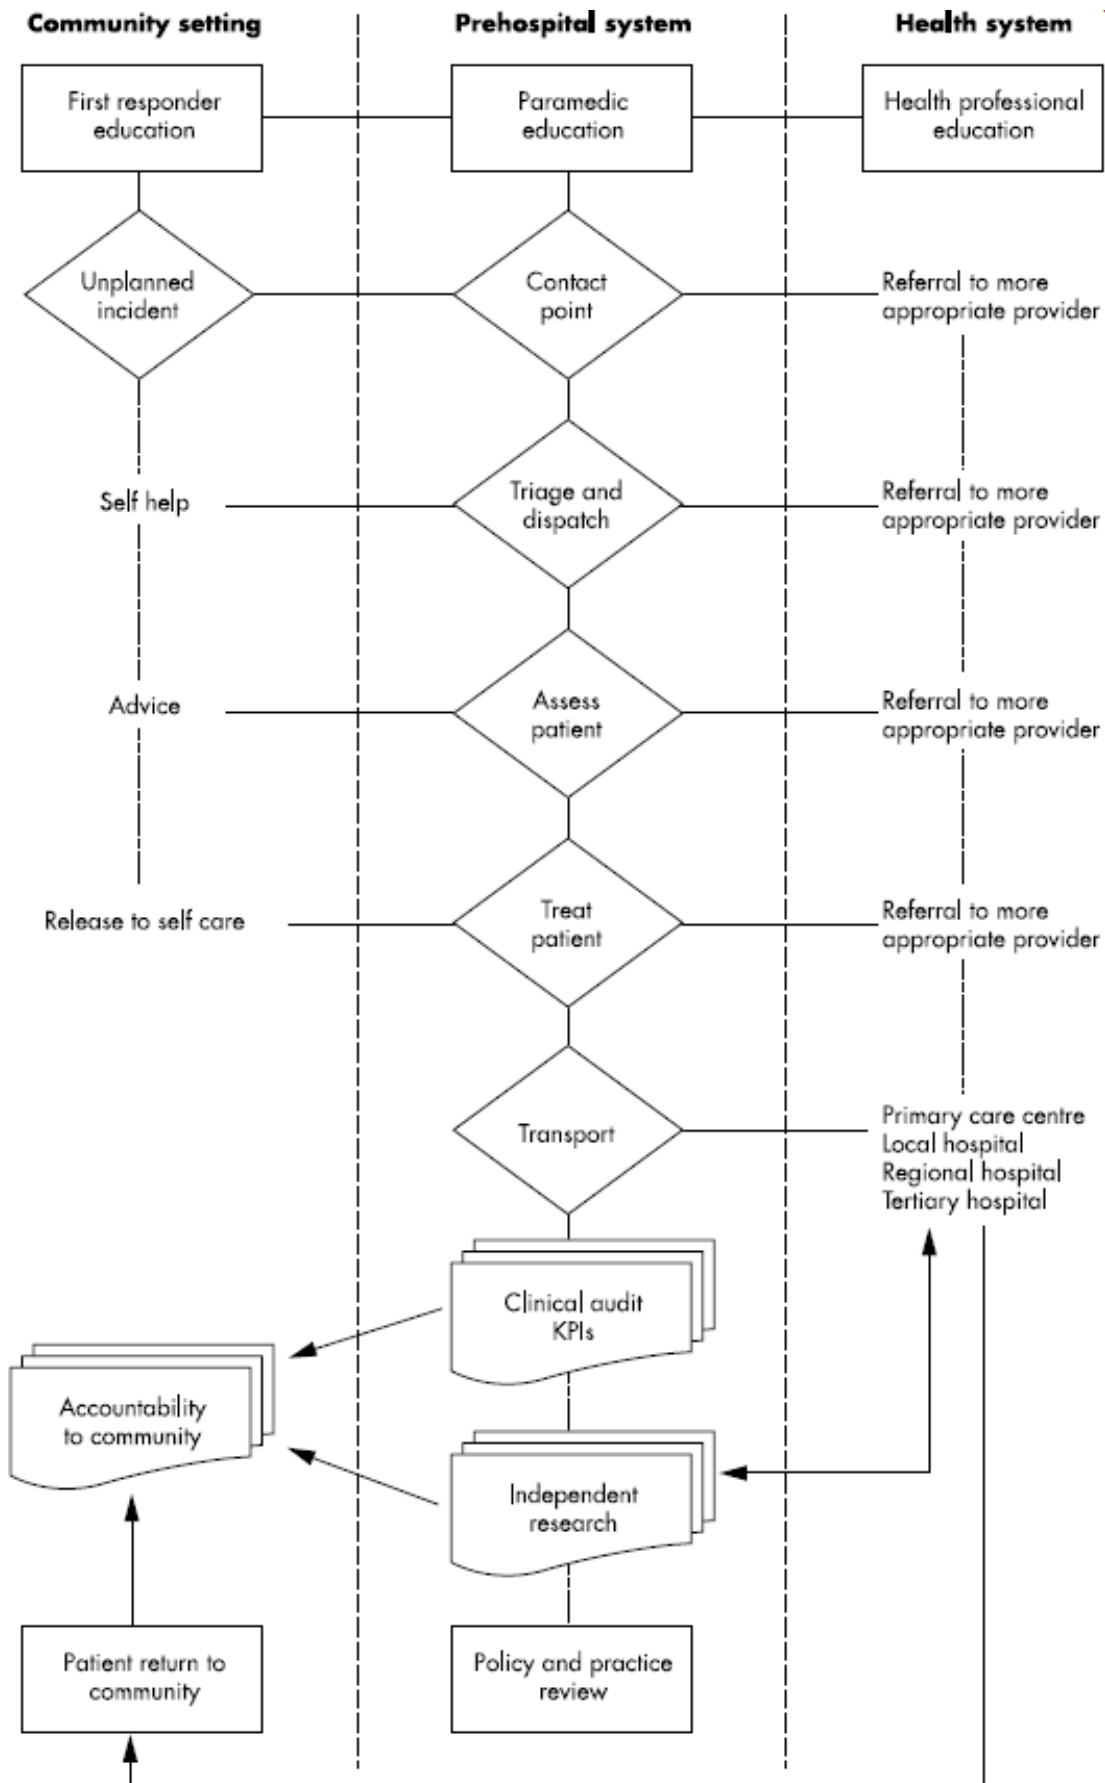 Community setting
Prehospital system
Health system
First responder
education
Paramedic
education
Health professional
education
Unplanned
incident
Contact
point
Referral to more
appropriate provider
Self help
Triage and
dispatch
Referral to more
appropriate provider
Advice
Assess
patient
Referral to more
appropriate provider
Release to self care
Treat
patient
Referral to more
appropriate provider
Transport
Primary care centre
Local hospital
Regional hospital
Tertiary hospital
Clinical audit
KPIs
Accountability
to community
Independent
research
Patient return to
community
Policy and practice
review